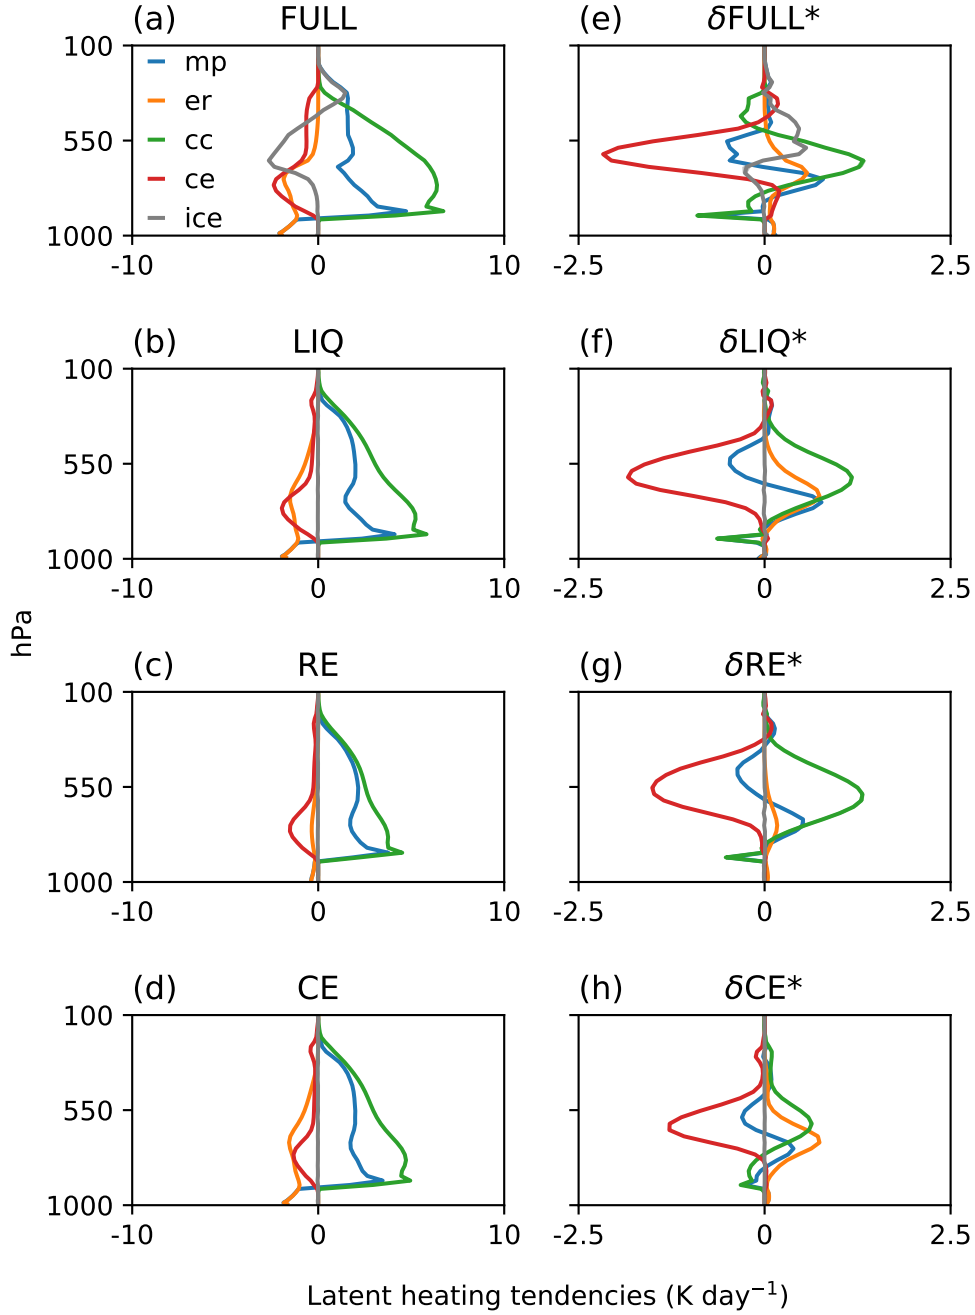 (a) FULL
(e) δFULL*
100
mp
er
550
cc
ce
ice
1000
-10 0 10
-2.5 0 2.5
(b) LIQ
(f) δLIQ*
100
550
1000
-10 0 10
-2.5 0 2.5
hPa
(c) RE
(g) δRE*
100
550
1000
-10 0 10
-2.5 0 2.5
(d) CE
(h) δCE*
100
550
1000
-10 0 10
-2.5 0 2.5
Latent heating tendencies (K day⁻¹)